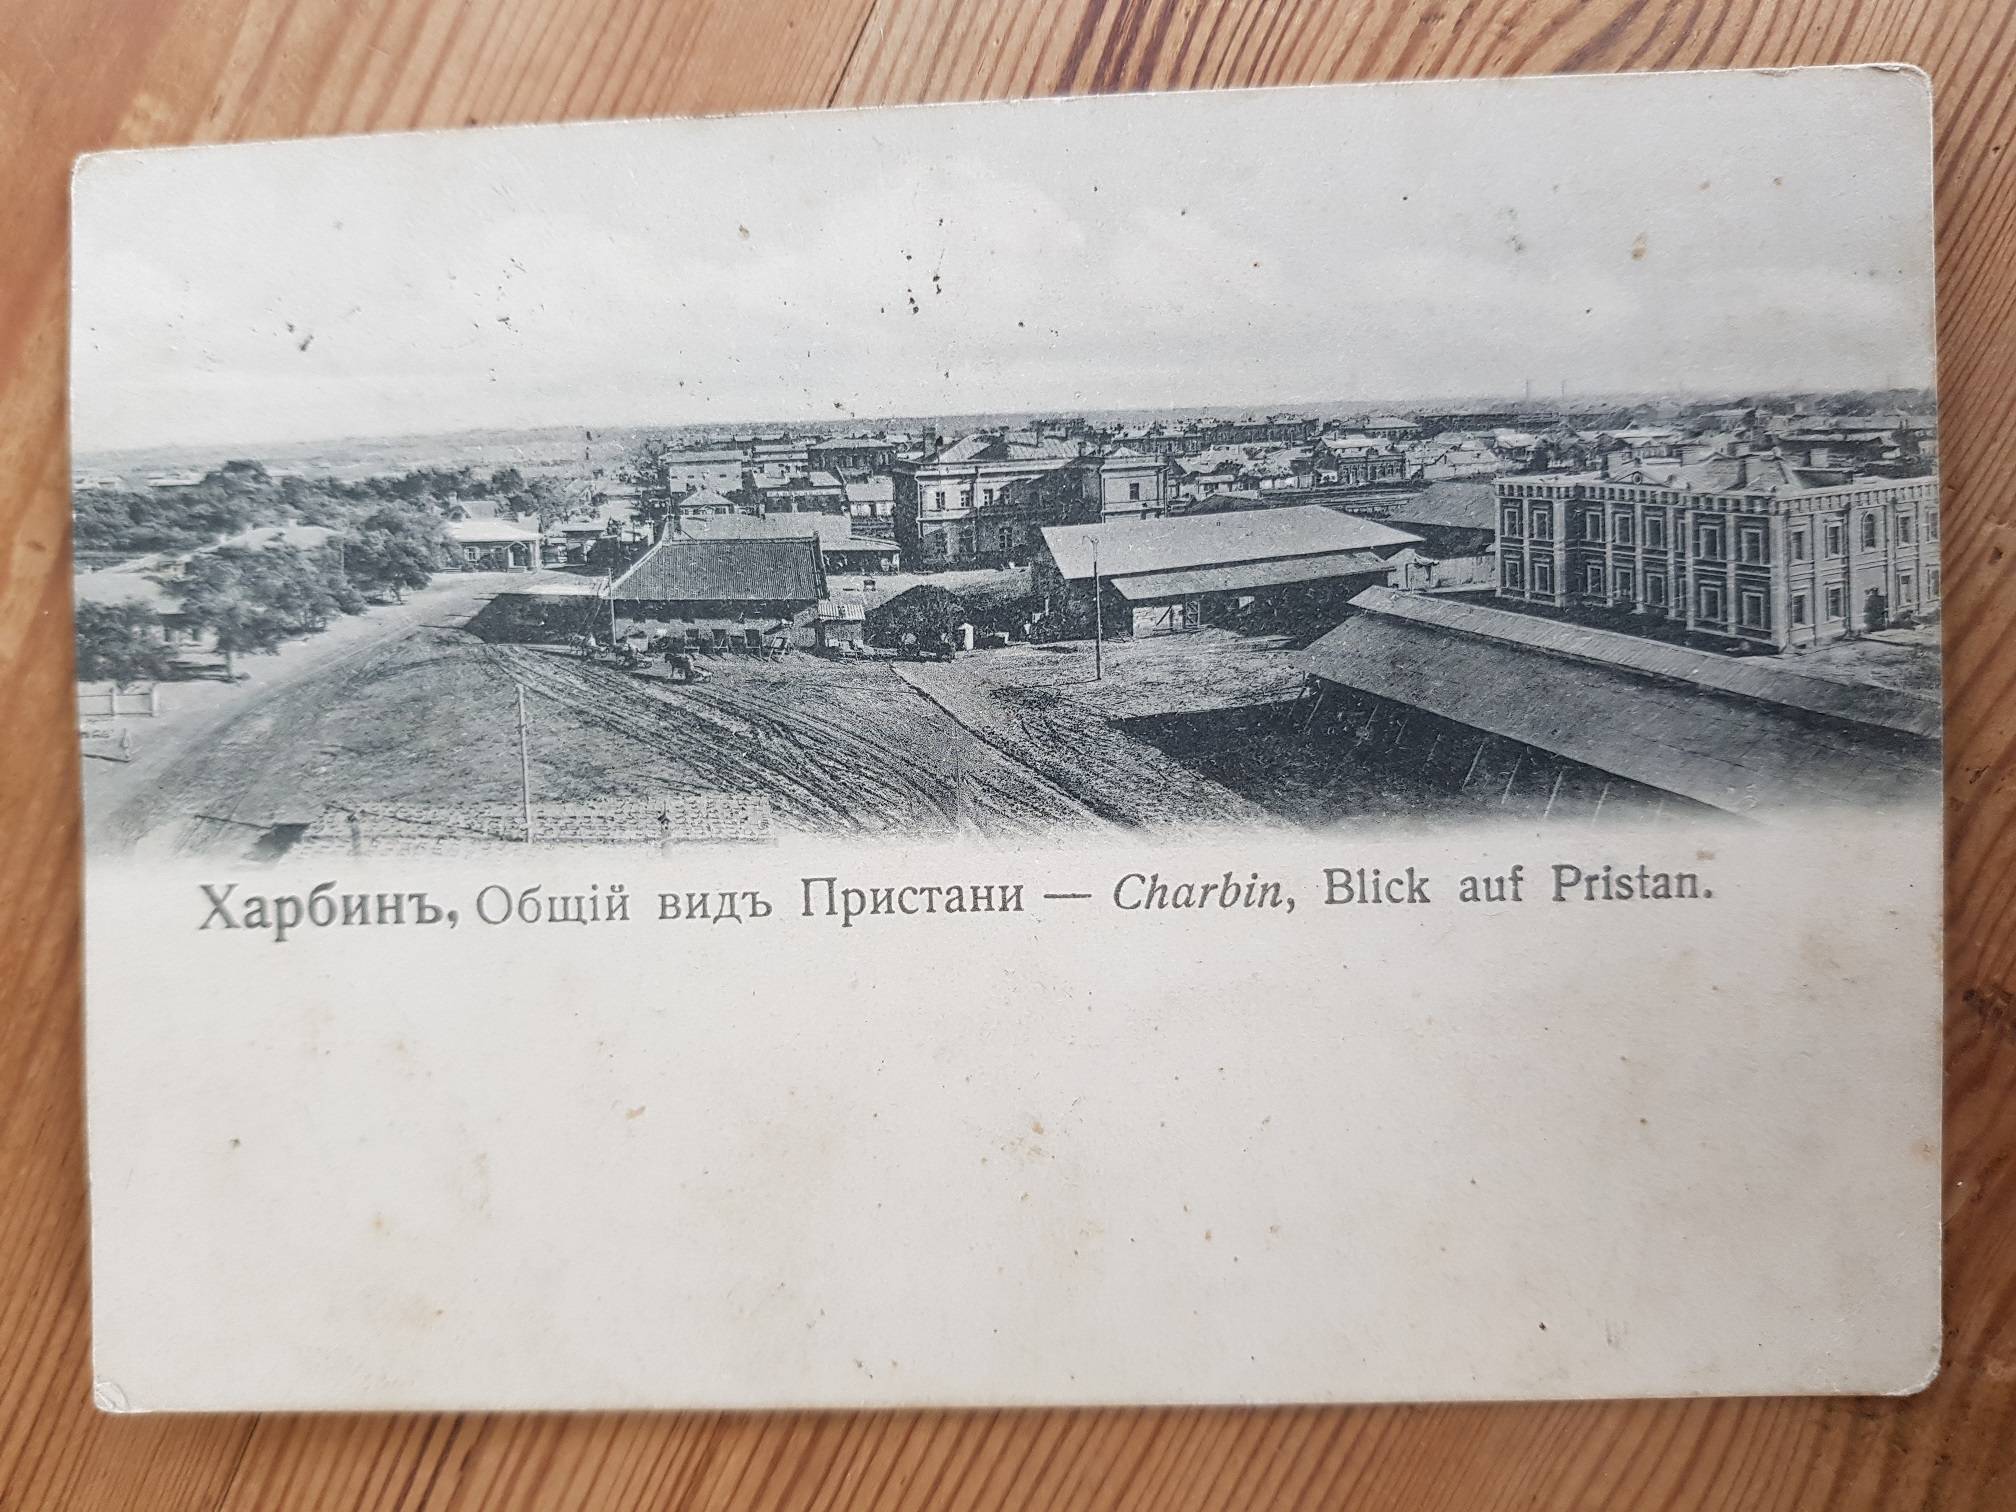 Харбинъ, Общій видъ Пристани — Charbin, Blick auf Pristan.